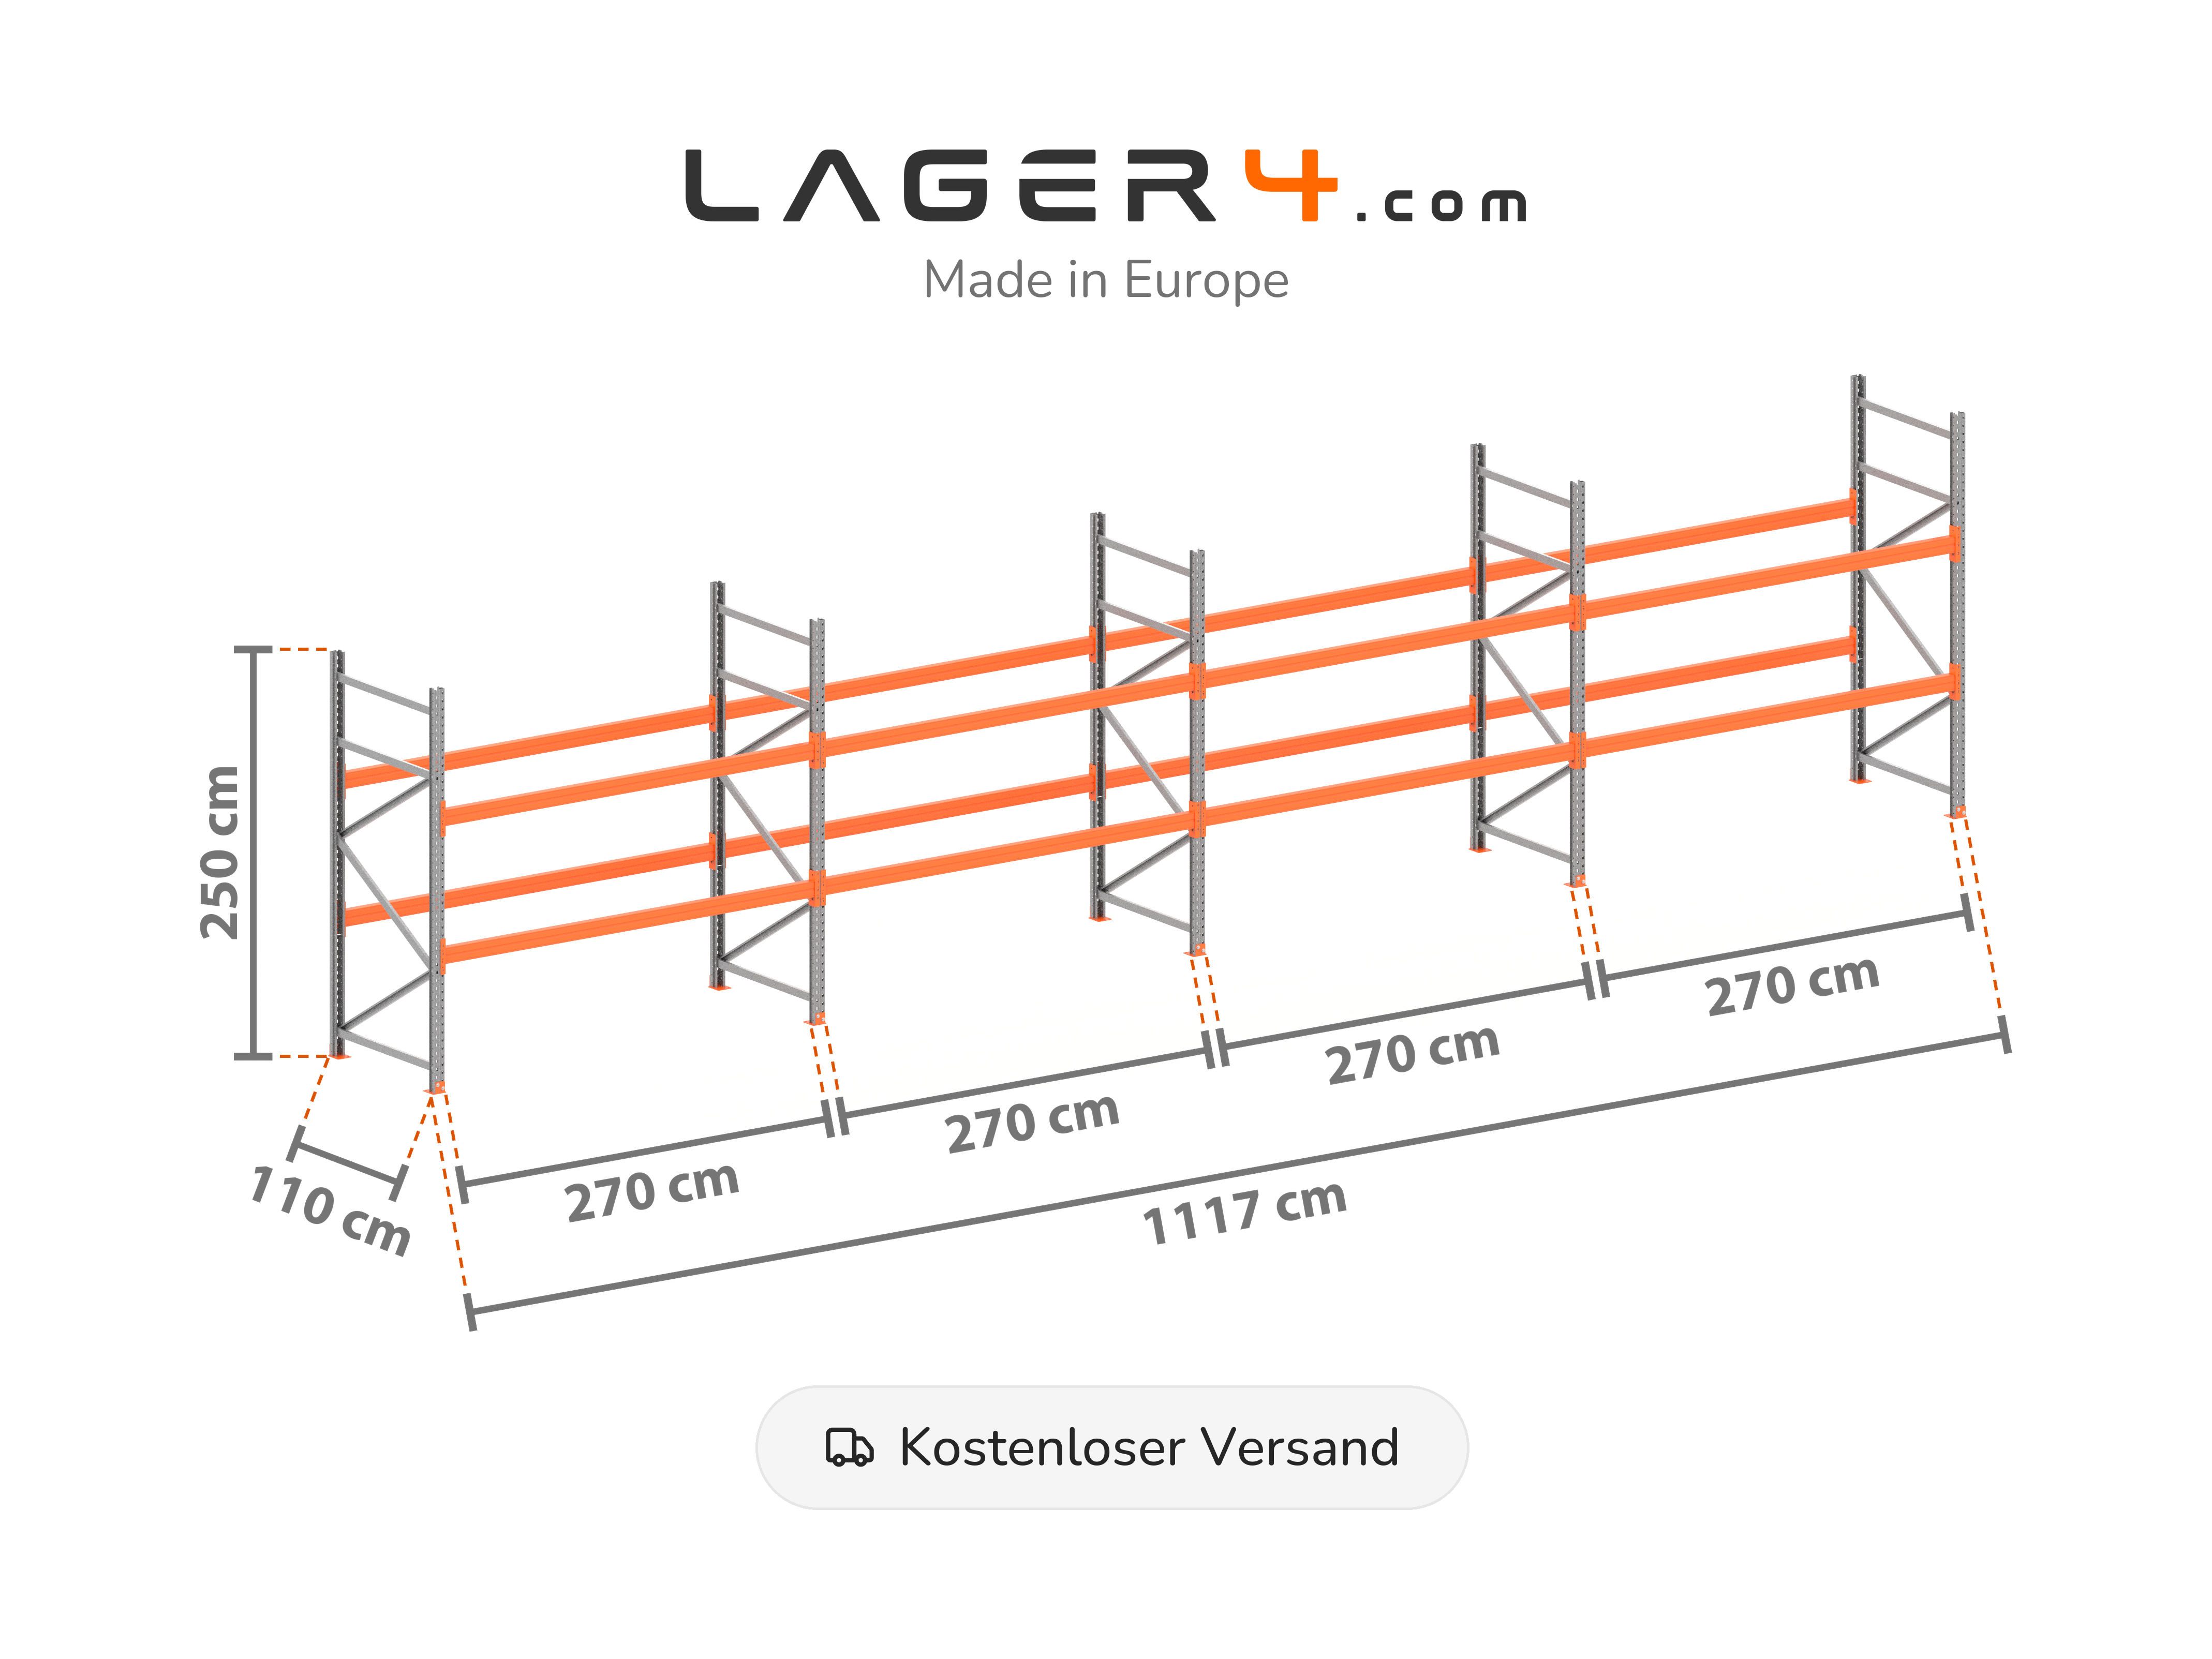 LAGER4.com
Made in Europe
250 cm
110 cm
270 cm
270 cm
270 cm
270 cm
1117 cm
Kostenloser Versand